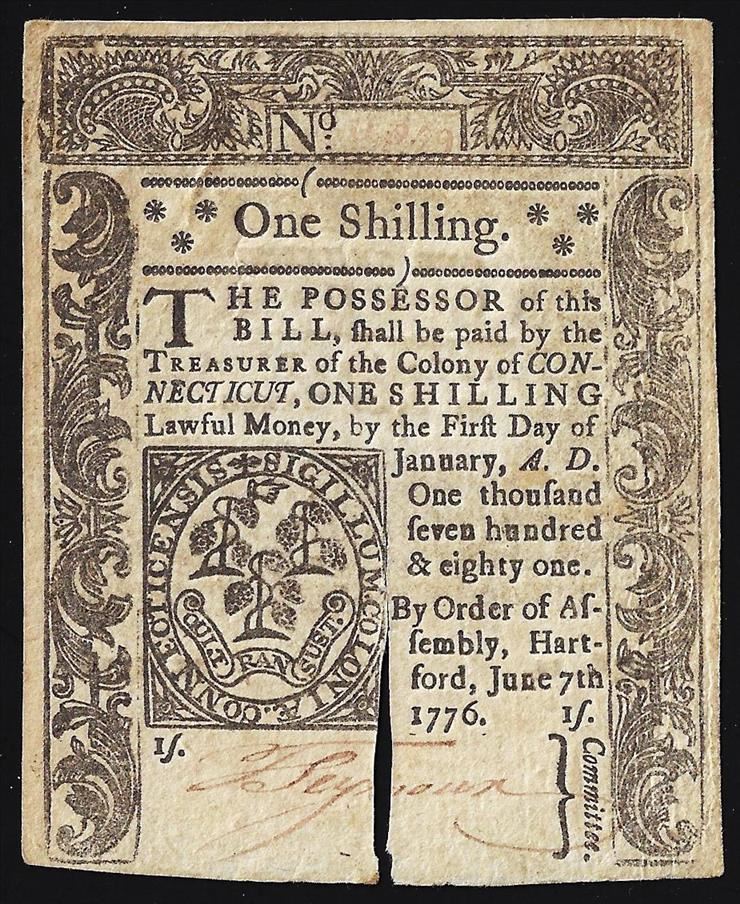 No:
One Shilling.
THE POSSESSOR of this
BILL, ſhall be paid by the
TREASURER of the Colony of CON-
NECTICUT, ONE SHILLING
Lawful Money, by the Firſt Day of
January, A. D.
One thouſand
ſeven hundred
& eighty one.
By Order of Aſ-
ſembly, Hart-
ford, June 7th
1776. 1ſ.
SIGILLUM. COLONIÆ. CONNECTICENSIS
QUI T RAN SUST.
1ſ.
T Seymour
Committee.